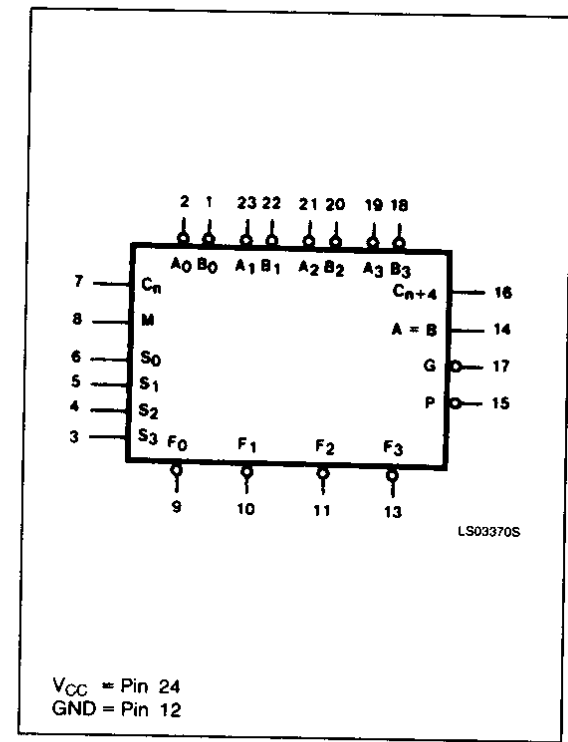 2 1 23 22 21 20 19 18
A0 B0 A1 B1 A2 B2 A3 B3
7 Cn Cn+4 16
8 M A = B 14
6 S0 G 17
5 S1
4 S2 P 15
3 S3 F0 F1 F2 F3
9 10 11 13
LS03370S
VCC = Pin 24
GND = Pin 12